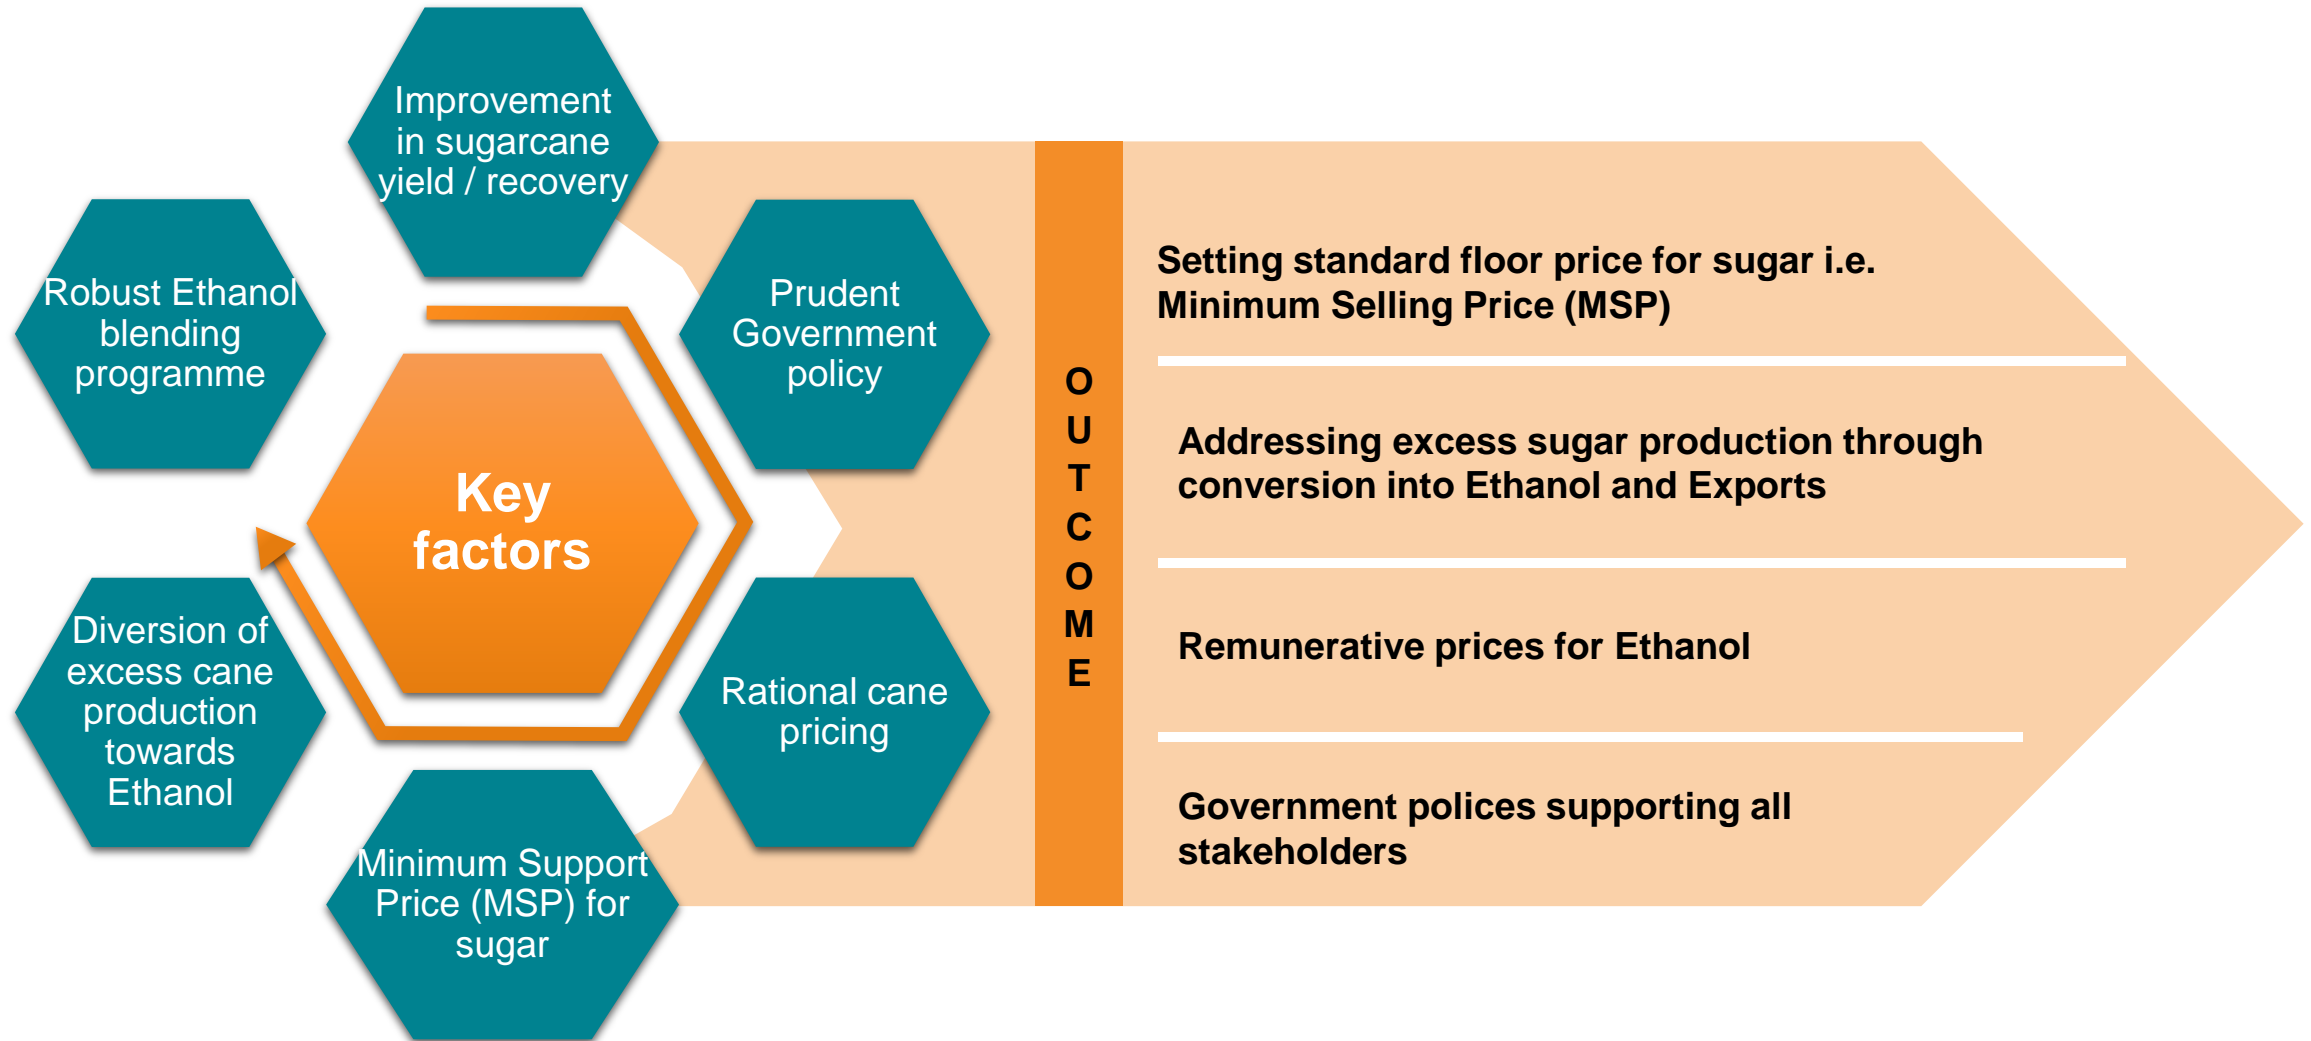 Improvement
in sugarcane
yield / recovery
Robust Ethanol
blending
programme
Prudent
Government
policy
Key
factors
Diversion of
excess cane
production
towards
Ethanol
Rational cane
pricing
Minimum Support
Price (MSP) for
sugar
O
U
T
C
O
M
E
Setting standard floor price for sugar i.e.
Minimum Selling Price (MSP)
Addressing excess sugar production through
conversion into Ethanol and Exports
Remunerative prices for Ethanol
Government polices supporting all
stakeholders